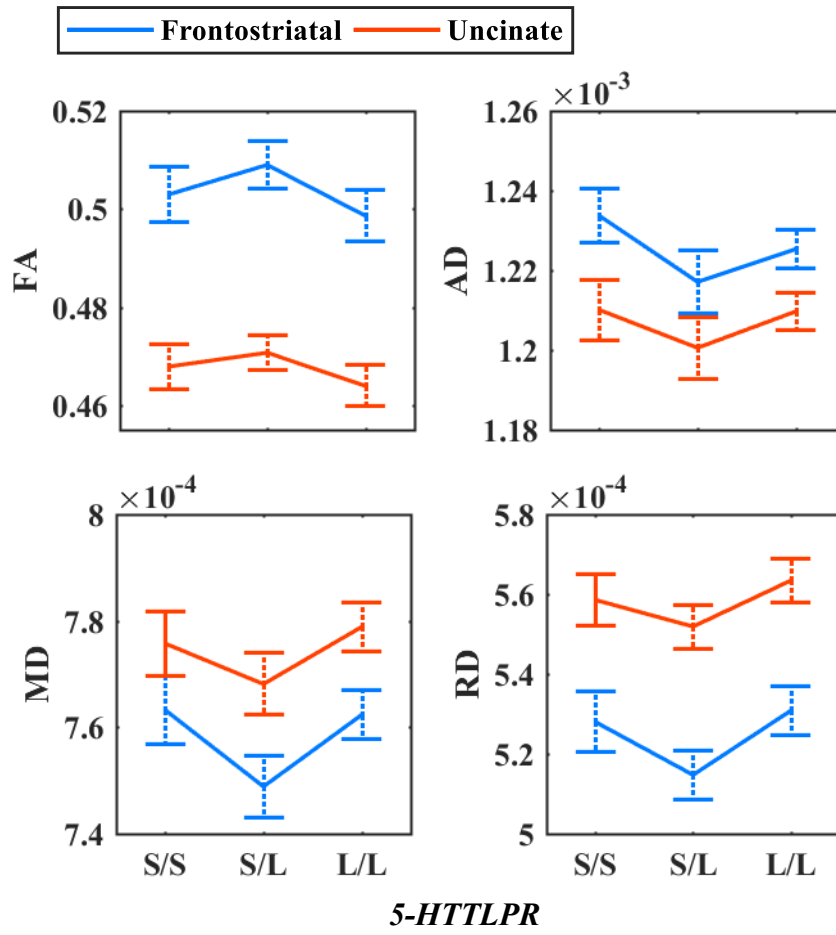 Frontostriatal Uncinate
0.52
0.5
0.48
0.46
FA
×10-3
1.26
1.24
1.22
1.2
1.18
AD
×10-4
8
7.8
7.6
7.4
MD
S/S S/L L/L
×10-4
5.8
5.6
5.4
5.2
5
RD
S/S S/L L/L
5-HTTLPR